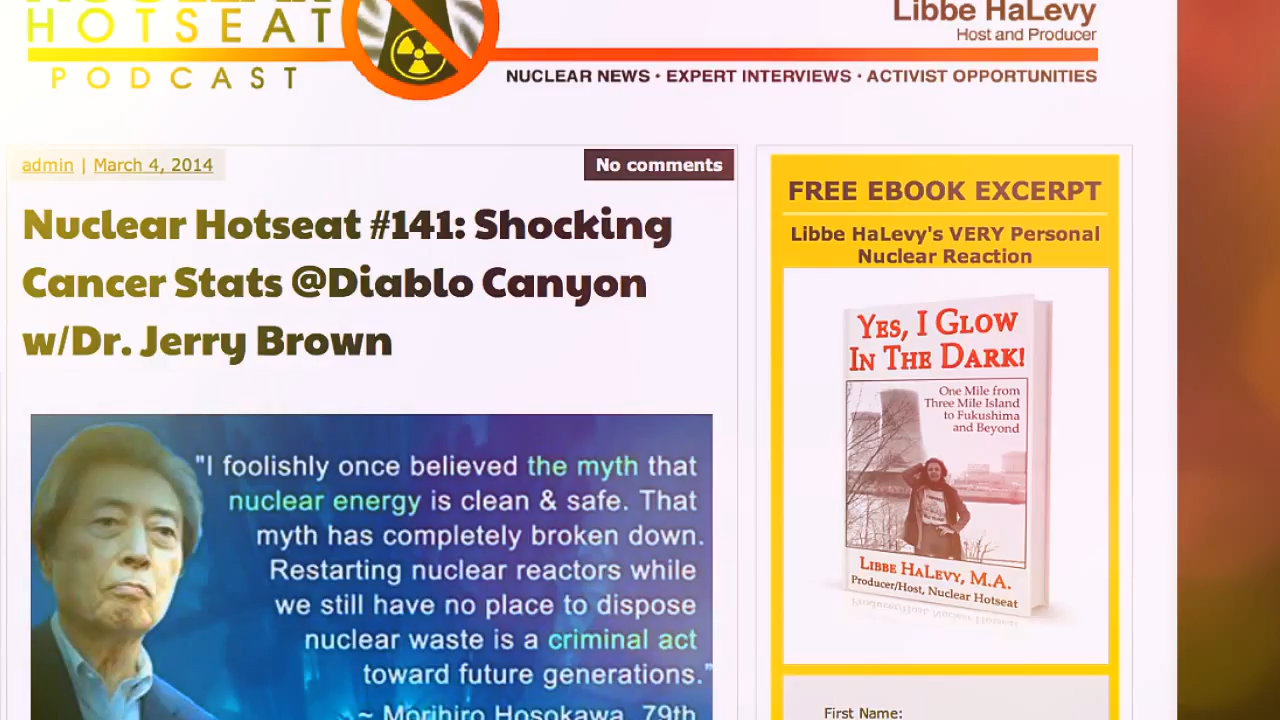 HOTSEAT
PODCAST
Libbe HaLevy
Host and Producer
NUCLEAR NEWS · EXPERT INTERVIEWS · ACTIVIST OPPORTUNITIES
admin | March 4, 2014
No comments
Nuclear Hotseat #141: Shocking
Cancer Stats @Diablo Canyon
w/Dr. Jerry Brown
"I foolishly once believed the myth that
nuclear energy is clean & safe. That
myth has completely broken down.
Restarting nuclear reactors while
we still have no place to dispose
nuclear waste is a criminal act
toward future generations."
~ Morihiro Hosokawa, 79th
FREE EBOOK EXCERPT
Libbe HaLevy's VERY Personal
Nuclear Reaction
YES, I GLOW
IN THE DARK!
One Mile from
Three Mile Island
to Fukushima
and Beyond
LIBBE HALEVY, M.A.
Producer/Host, Nuclear Hotseat
First Name: